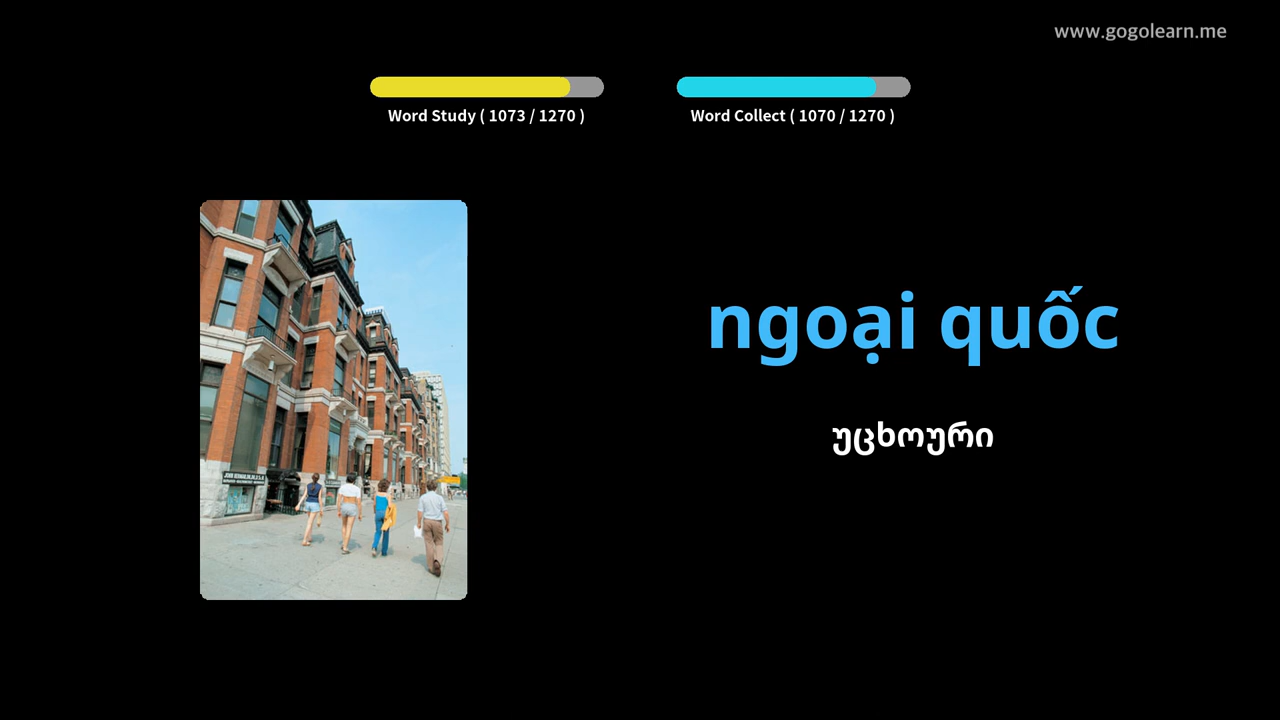 www.gogolearn.me
Word Study ( 1073 / 1270 )
Word Collect ( 1070 / 1270 )
ngoại quốc
უცხოური